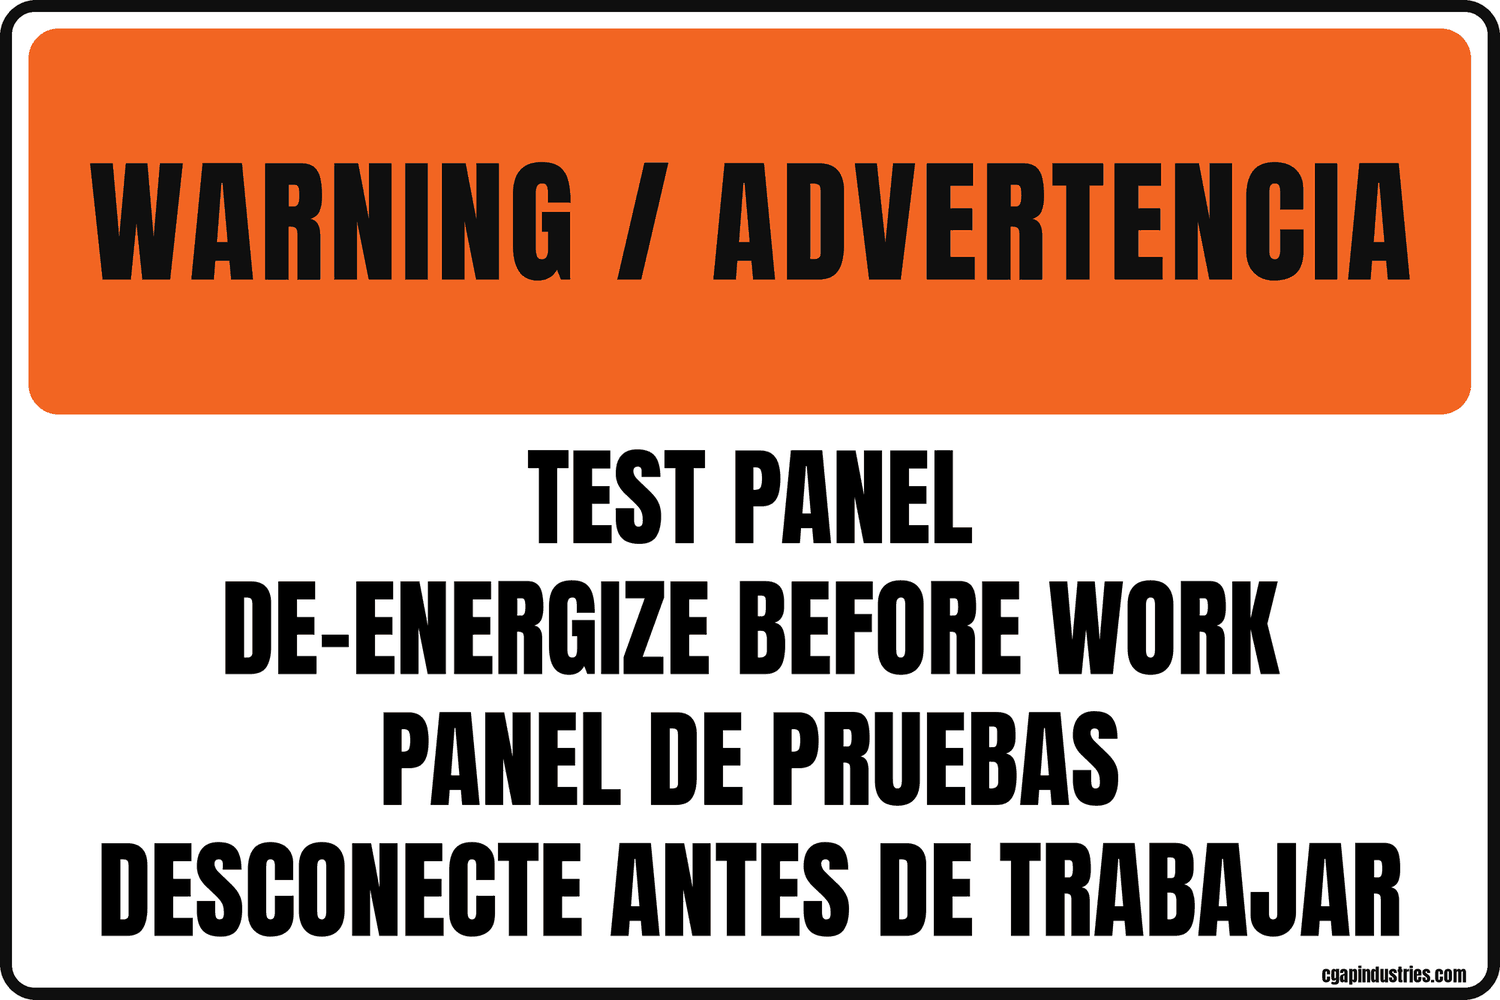 WARNING / ADVERTENCIA
TEST PANEL
DE-ENERGIZE BEFORE WORK
PANEL DE PRUEBAS
DESCONECTE ANTES DE TRABAJAR
cgapindustries.com